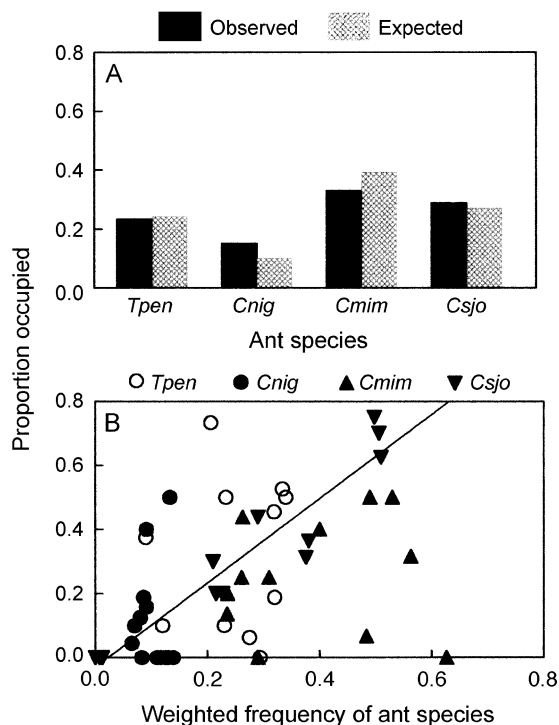 Observed Expected
Proportion occupied
A
0.8
0.6
0.4
0.2
0.0
Tpen Cnig Cmim Csjo
Ant species
Tpen Cnig Cmim Csjo
B
0.8
0.6
0.4
0.2
0.0
0.0 0.2 0.4 0.6 0.8
Weighted frequency of ant species